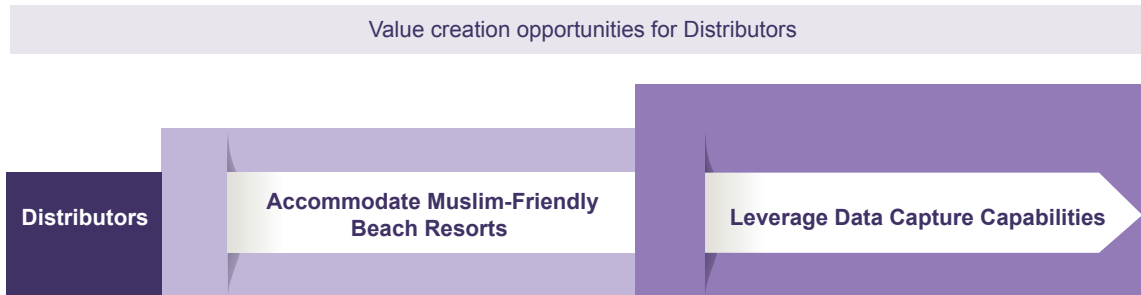 Value creation opportunities for Distributors
Distributors
Accommodate Muslim-Friendly
Beach Resorts
Leverage Data Capture Capabilities